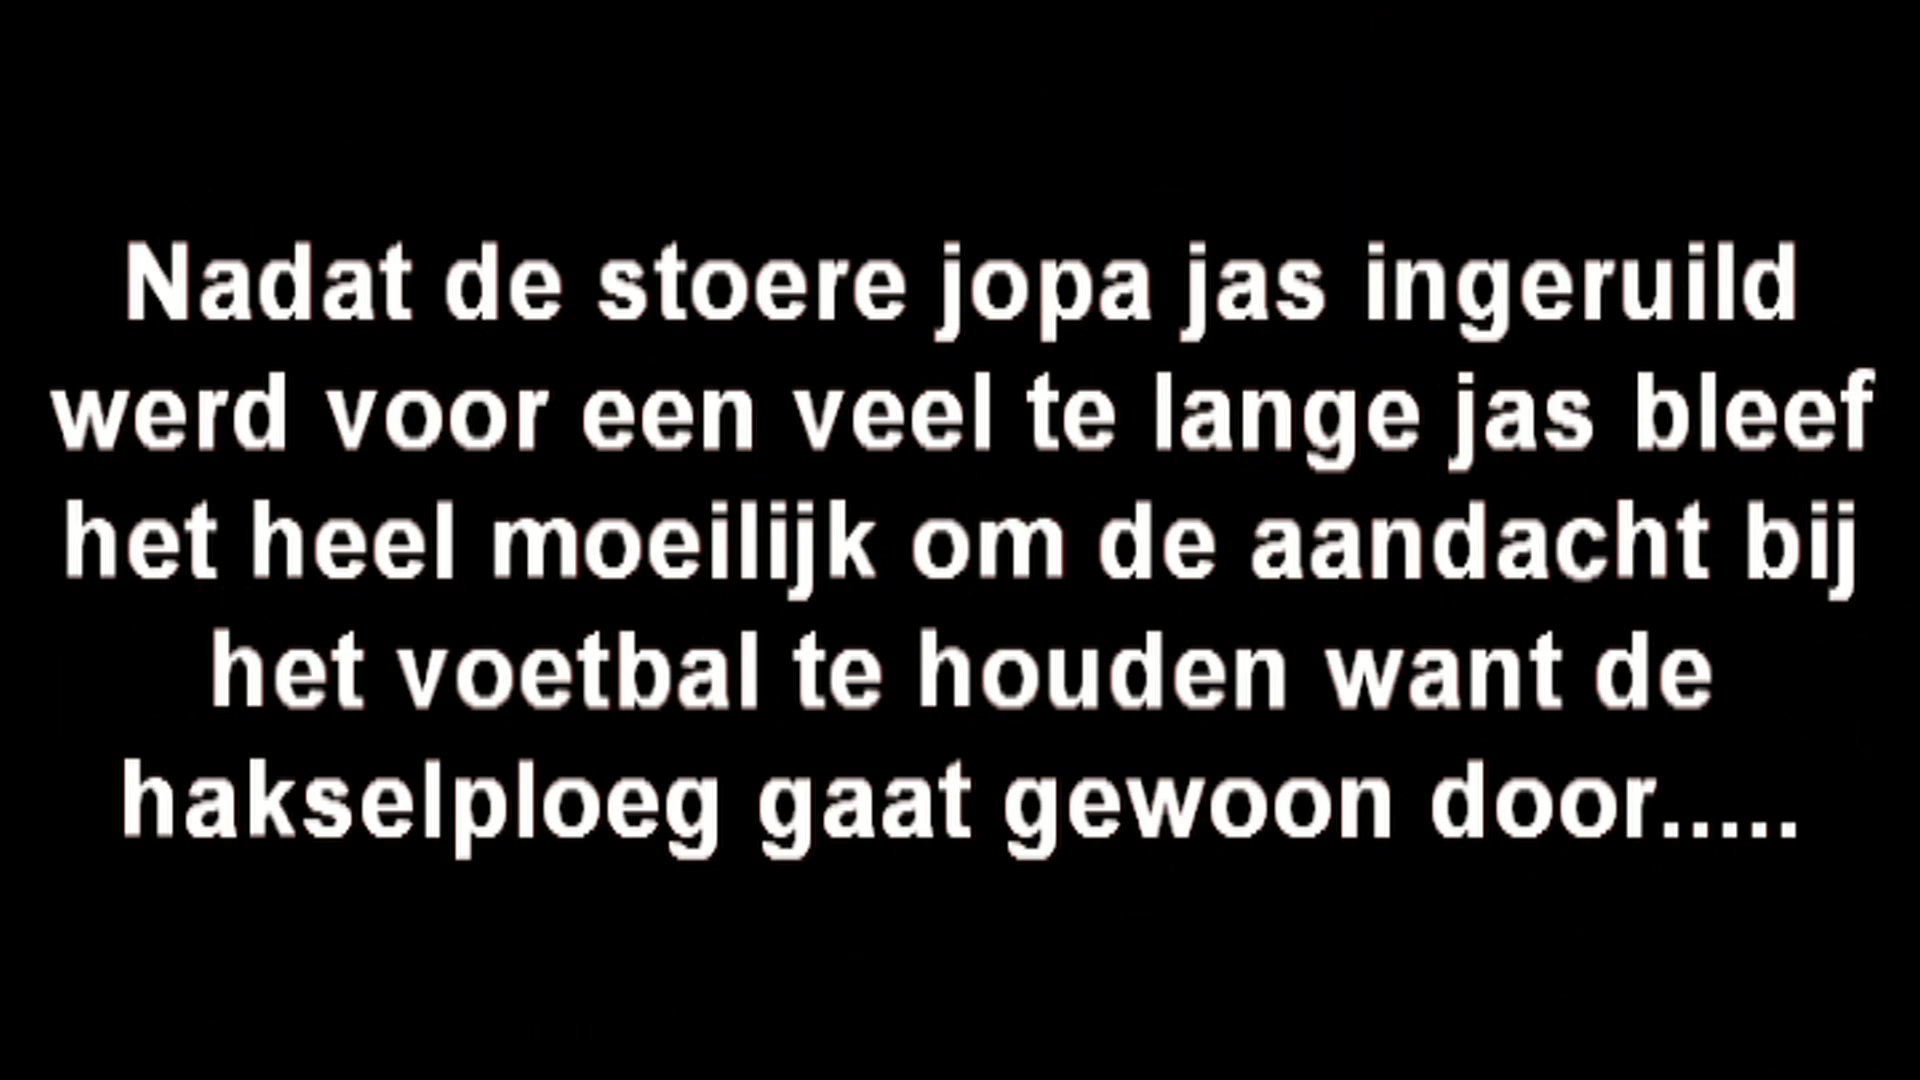 Nadat de stoere jopa jas ingeruild
werd voor een veel te lange jas bleef
het heel moeilijk om de aandacht bij
het voetbal te houden want de
hakselploeg gaat gewoon door.....